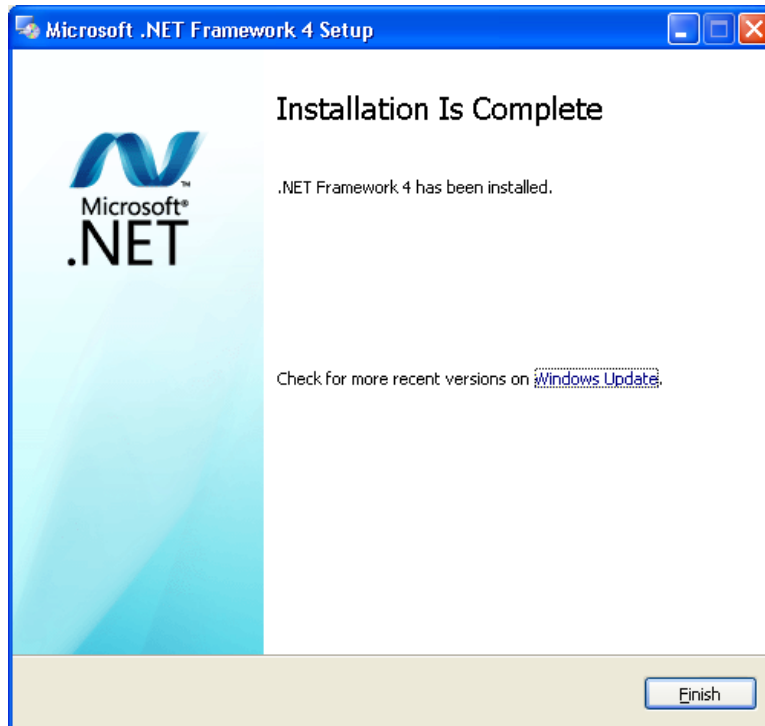 Microsoft .NET Framework 4 Setup
Installation Is Complete
.NET Framework 4 has been installed.
Microsoft®
.NET
™
Check for more recent versions on Windows Update.
Finish